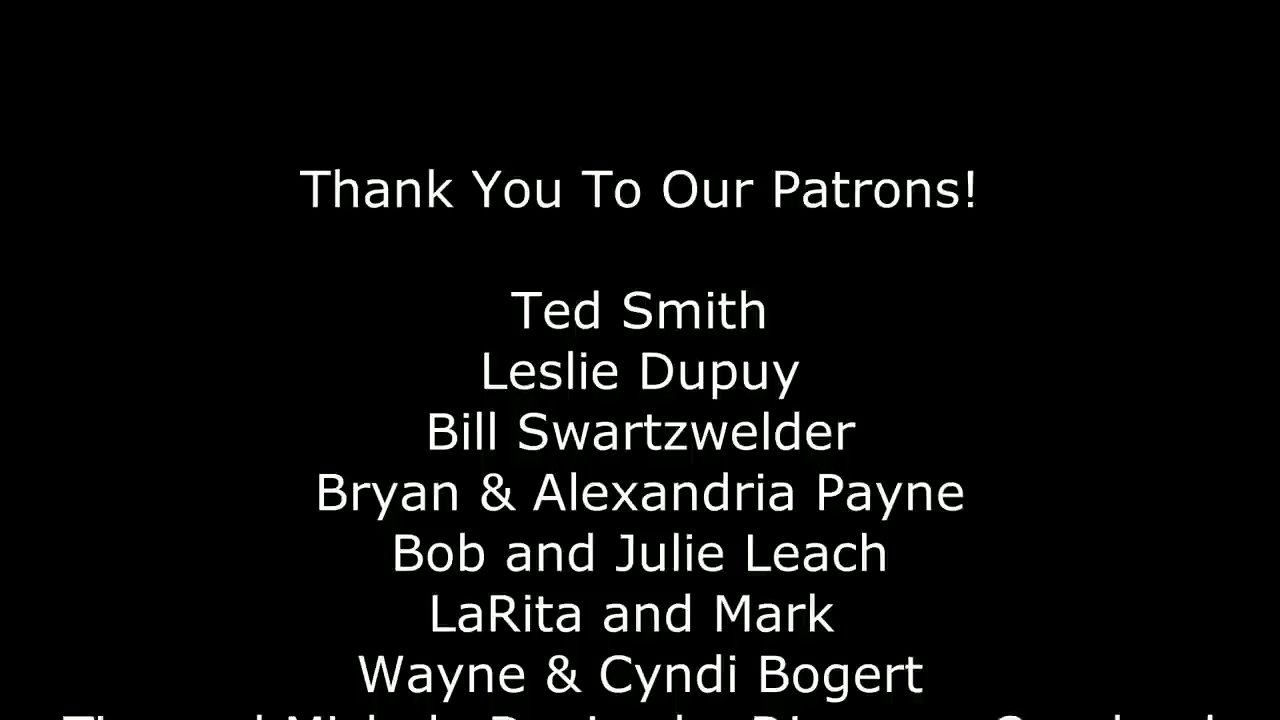 Thank You To Our Patrons!
Ted Smith
Leslie Dupuy
Bill Swartzwelder
Bryan & Alexandria Payne
Bob and Julie Leach
LaRita and Mark
Wayne & Cyndi Bogert